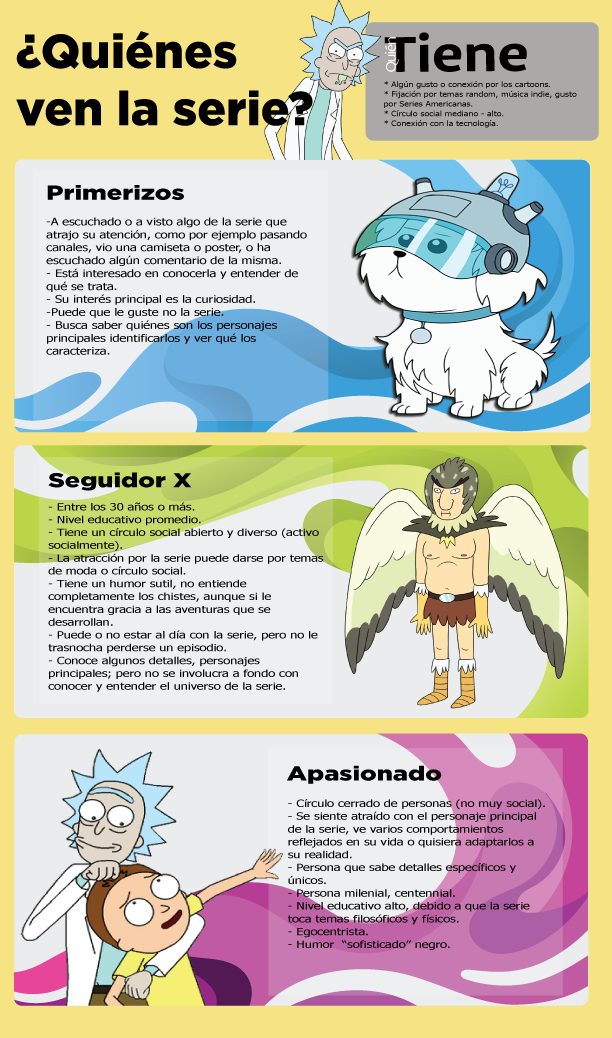 ¿Quiénes
ven la serie?
Quién
Tiene
* Algún gusto o conexión por los cartoons.
* Fijación por temas random, música indie, gusto
por Series Americanas.
* Círculo social mediano - alto.
* Conexión con la tecnología.
Primerizos
-A escuchado o a visto algo de la serie que
atrajo su atención, como por ejemplo pasando
canales, vio una camiseta o poster, o ha
escuchado algún comentario de la misma.
- Está interesado en conocerla y entender de
qué se trata.
- Su interés principal es la curiosidad.
-Puede que le guste no la serie.
- Busca saber quiénes son los personajes
principales identificarlos y ver qué los
caracteriza.
Seguidor X
- Entre los 30 años o más.
- Nivel educativo promedio.
- Tiene un círculo social abierto y diverso (activo
socialmente).
- La atracción por la serie puede darse por temas
de moda o círculo social.
- Tiene un humor sutil, no entiende
completamente los chistes, aunque si le
encuentra gracia a las aventuras que se
desarrollan.
- Puede o no estar al día con la serie, pero no le
trasnocha perderse un episodio.
- Conoce algunos detalles, personajes
principales; pero no se involucra a fondo con
conocer y entender el universo de la serie.
Apasionado
- Círculo cerrado de personas (no muy social).
- Se siente atraído con el personaje principal
de la serie, ve varios comportamientos
reflejados en su vida o quisiera adaptarlos a
su realidad.
- Persona que sabe detalles específicos y
únicos.
- Persona milenial, centennial.
- Nivel educativo alto, debido a que la serie
toca temas filosóficos y físicos.
- Egocentrista.
- Humor  “sofisticado” negro.